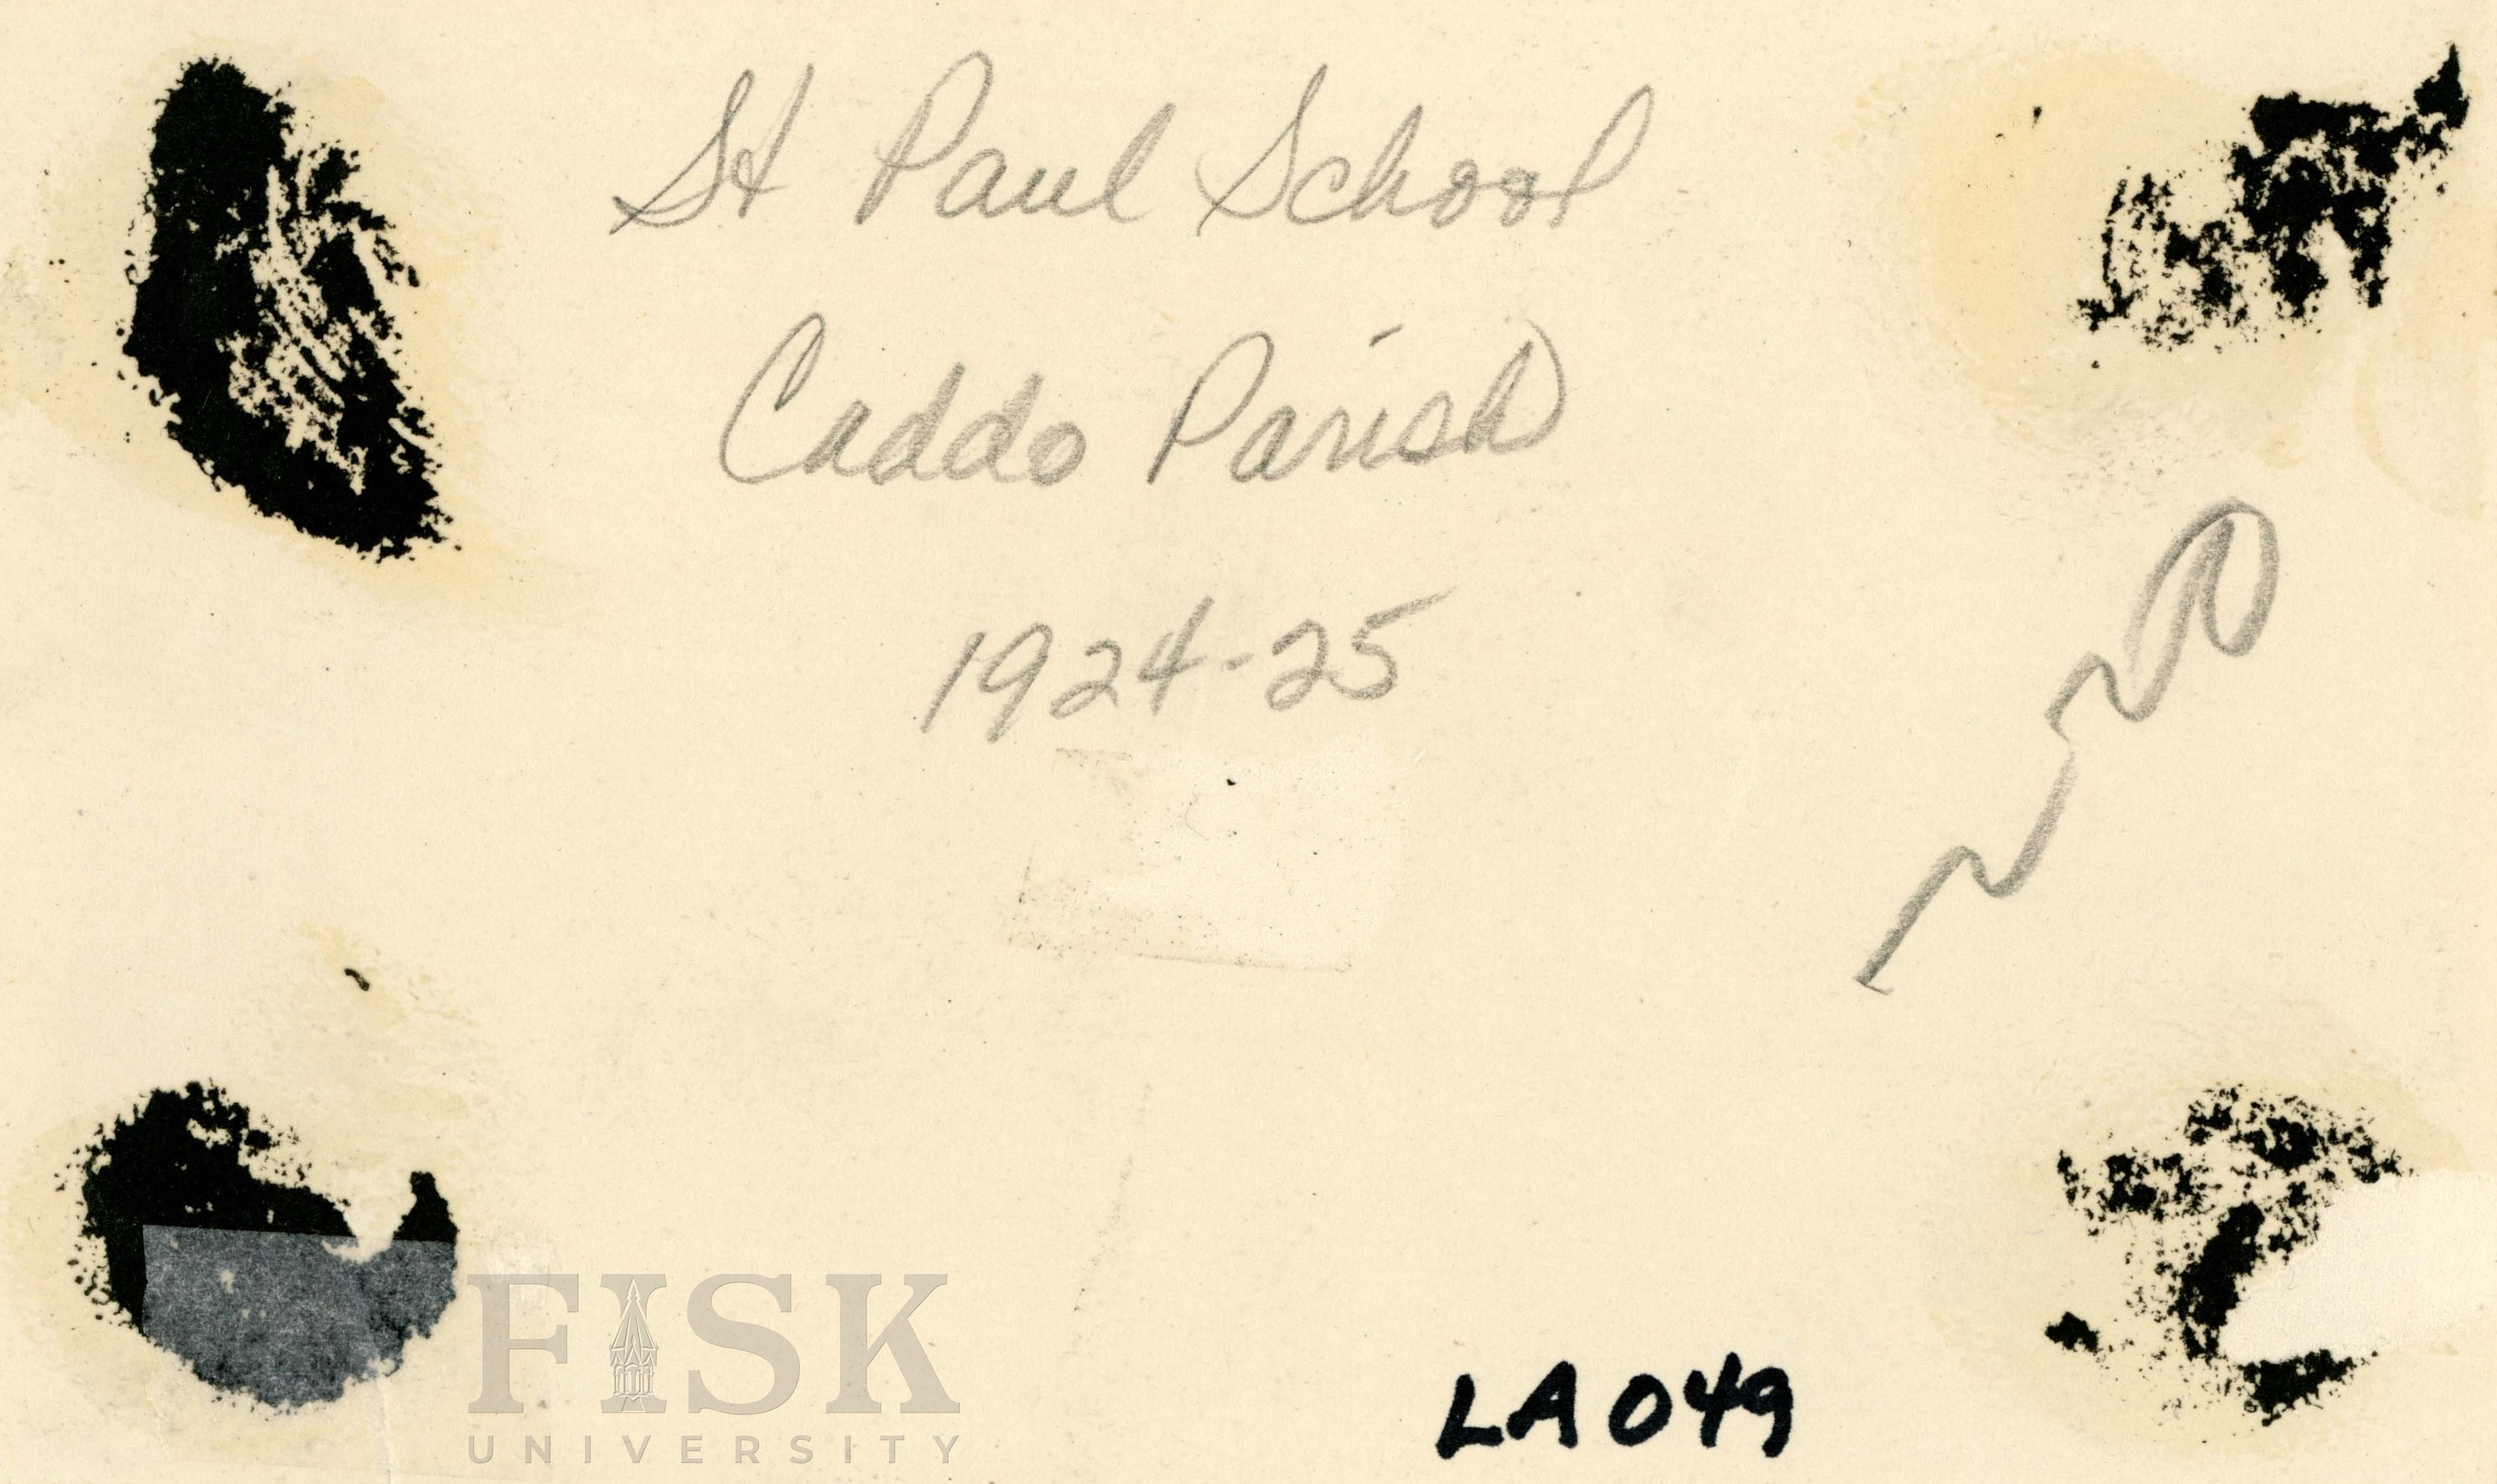 St Paul School
Caddo Parish
1924-25
LA049
FISK
UNIVERSITY